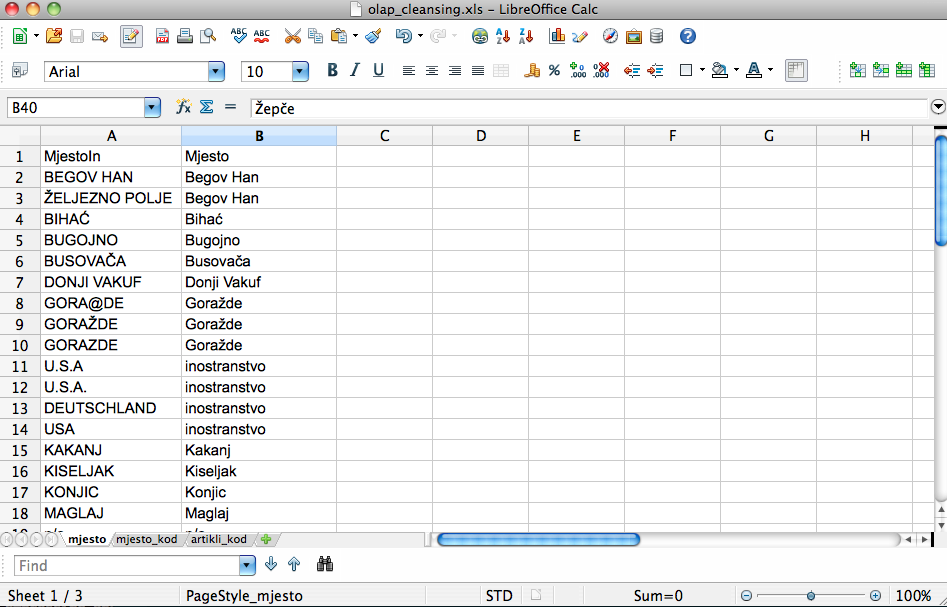 olap_cleansing.xls - LibreOffice Calc
Arial 10
B40 Žepče
A B C D E F G H
1 MjestoIn Mjesto
2 BEGOV HAN Begov Han
3 ŽELJEZNO POLJE Begov Han
4 BIHAĆ Bihać
5 BUGOJNO Bugojno
6 BUSOVAČA Busovača
7 DONJI VAKUF Donji Vakuf
8 GORA@DE Goražde
9 GORAŽDE Goražde
10 GORAZDE Goražde
11 U.S.A inostranstvo
12 U.S.A. inostranstvo
13 DEUTSCHLAND inostranstvo
14 USA inostranstvo
15 KAKANJ Kakanj
16 KISELJAK Kiseljak
17 KONJIC Konjic
18 MAGLAJ Maglaj
mjesto mjesto_kod artikli_kod
Find
Sheet 1 / 3 PageStyle_mjesto STD Sum=0 100%